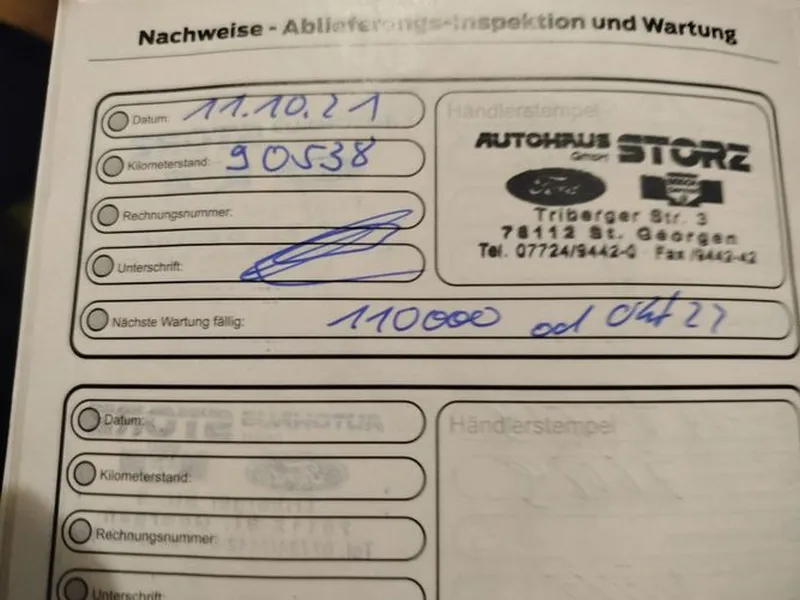 Nachweise - Ablieferungs-Inspektion und Wartung
Datum: 11.10.21
Kilometerstand: 90538
Rechnungsnummer:
Unterschrift:
Nächste Wartung fällig: 110000 od Okt 22
Händlerstempel
AUTOHAUS STORZ
GmbH
Ford
Triberger Str. 3
78112 St. Georgen
Tel. 07724/9442-0 Fax /9442-42
Datum:
Kilometerstand:
Rechnungsnummer:
Unterschrift:
Händlerstempel